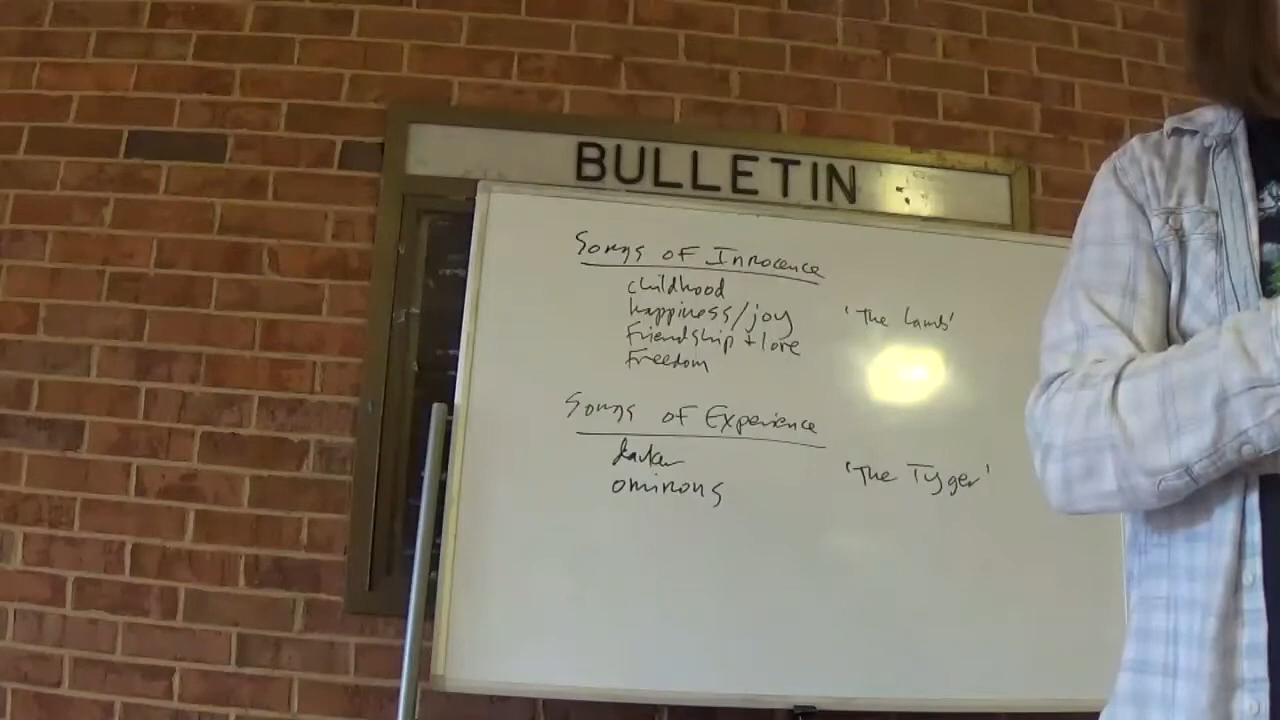 BULLETIN
Songs of Innocence
childhood
happiness/joy
'The Lamb'
Friendship + love
Freedom
Songs of Experience
darker
'The Tyger'
ominous